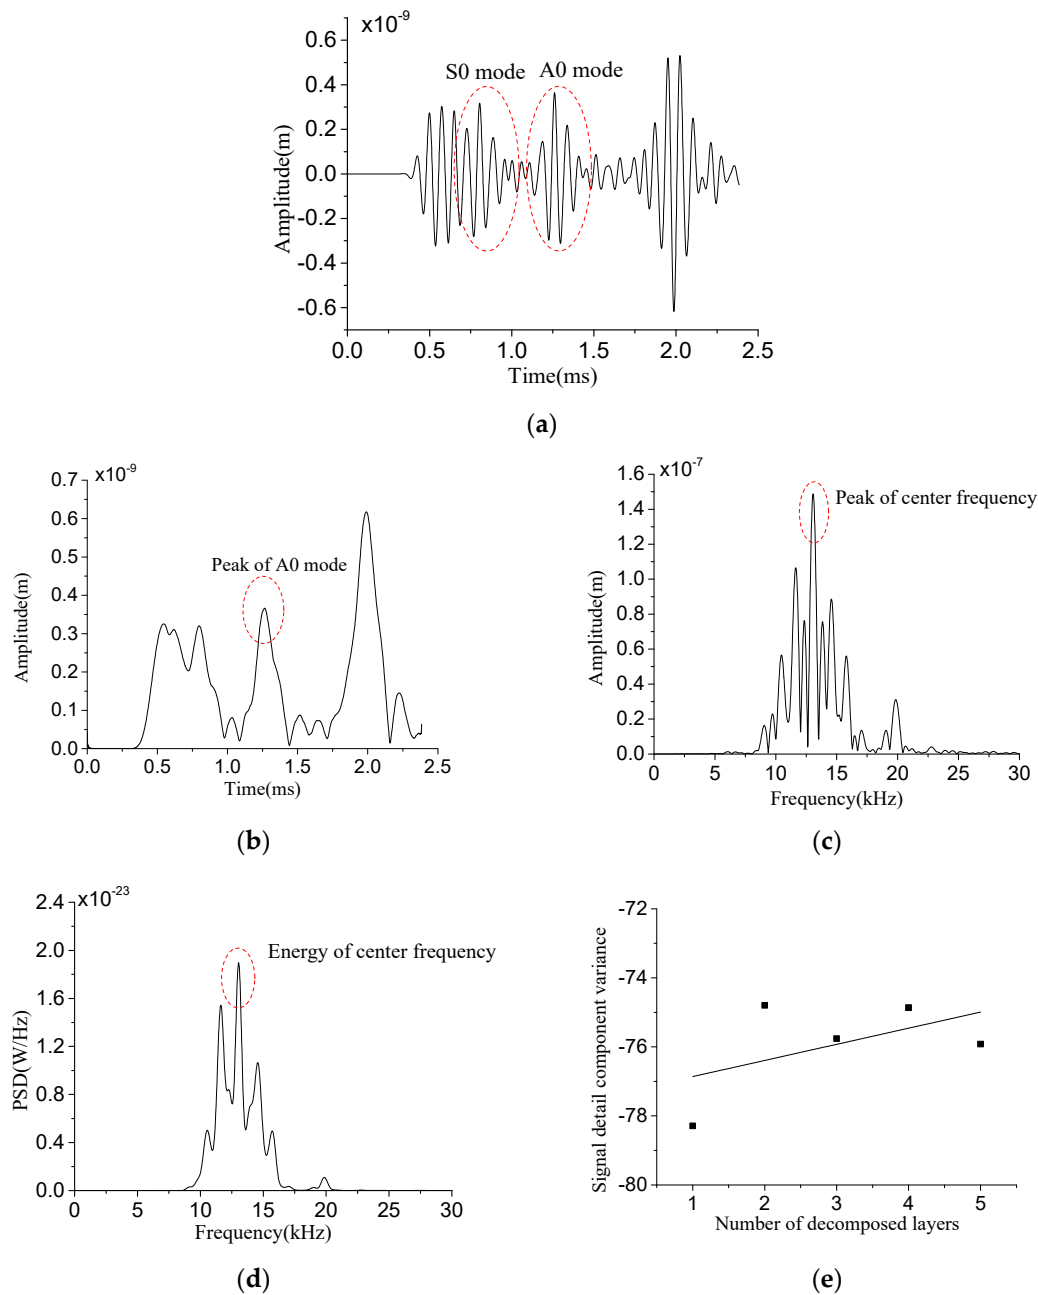 x10-9
0.6
0.4
0.2
0.0
-0.2
-0.4
-0.6
Amplitude(m)
S0 mode
A0 mode
0.0 0.5 1.0 1.5 2.0 2.5
Time(ms)
(a)
x10-9
0.7
0.6
0.5
0.4
0.3
0.2
0.1
0.0
Amplitude(m)
Peak of A0 mode
0.0 0.5 1.0 1.5 2.0 2.5
Time(ms)
(b)
x10-7
1.6
1.4
1.2
1.0
0.8
0.6
0.4
0.2
0.0
Amplitude(m)
Peak of center frequency
0 5 10 15 20 25 30
Frequency(kHz)
(c)
x10-23
2.4
2.0
1.6
1.2
0.8
0.4
0.0
PSD(W/Hz)
Energy of center frequency
0 5 10 15 20 25 30
Frequency(kHz)
(d)
-72
-74
-76
-78
-80
Signal detail component variance
1 2 3 4 5
Number of decomposed layers
(e)